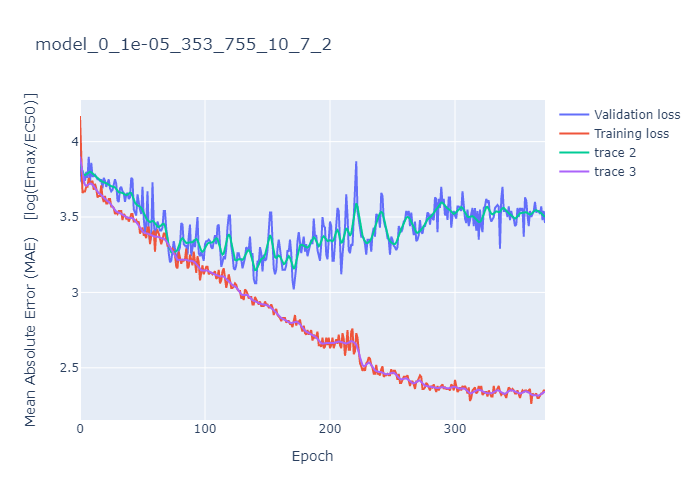 model_0_1e-05_353_755_10_7_2
Mean Absolute Error (MAE) [log(Emax/EC50)]
4
3.5
3
2.5
0
100
200
300
Epoch
Validation loss
Training loss
trace 2
trace 3